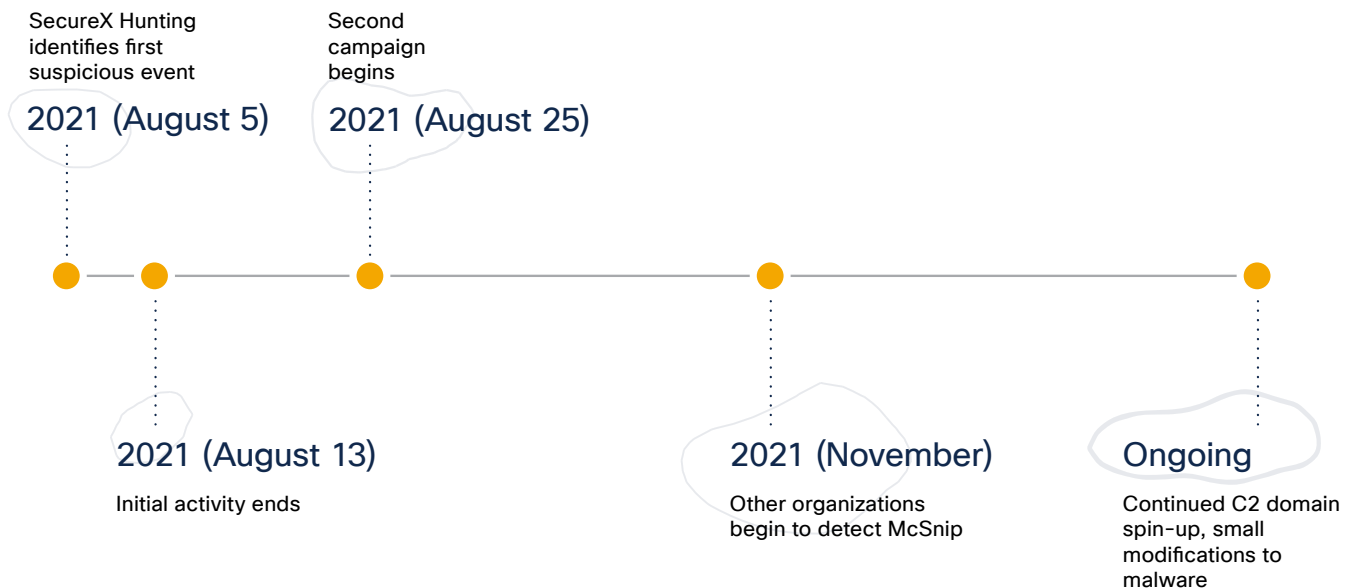 SecureX Hunting
identifies first
suspicious event
2021 (August 5)
Second
campaign
begins
2021 (August 25)
2021 (August 13)
Initial activity ends
2021 (November)
Other organizations
begin to detect McSnip
Ongoing
Continued C2 domain
spin-up, small
modifications to
malware